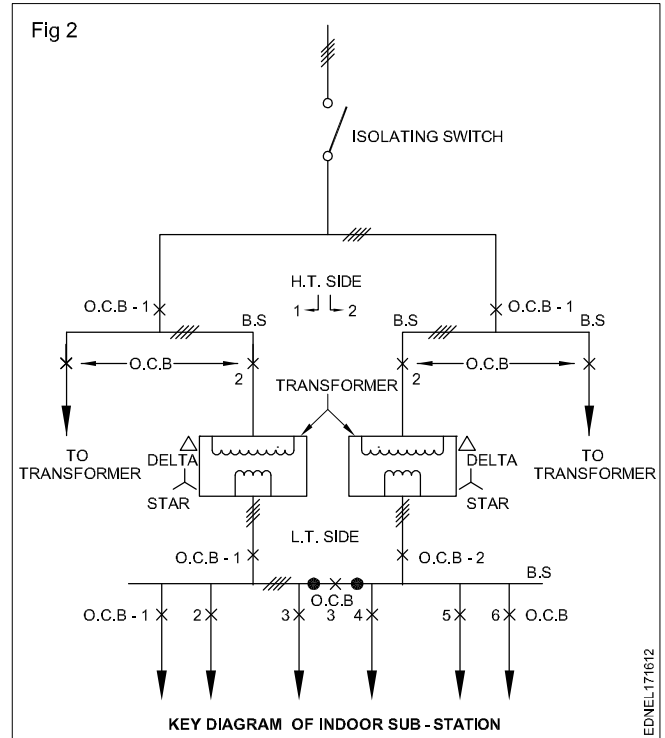 Fig 2
ISOLATING SWITCH
H.T. SIDE
1 2
O.C.B - 1
B.S
B.S
O.C.B - 1
B.S
O.C.B
2
2
O.C.B
TRANSFORMER
TO
TRANSFORMER
DELTA
STAR
DELTA
STAR
TO
TRANSFORMER
L.T. SIDE
O.C.B - 1
O.C.B - 2
B.S
O.C.B
3
O.C.B - 1 2 3 4 5 6 O.C.B
KEY DIAGRAM OF INDOOR SUB - STATION
EDNEL171612